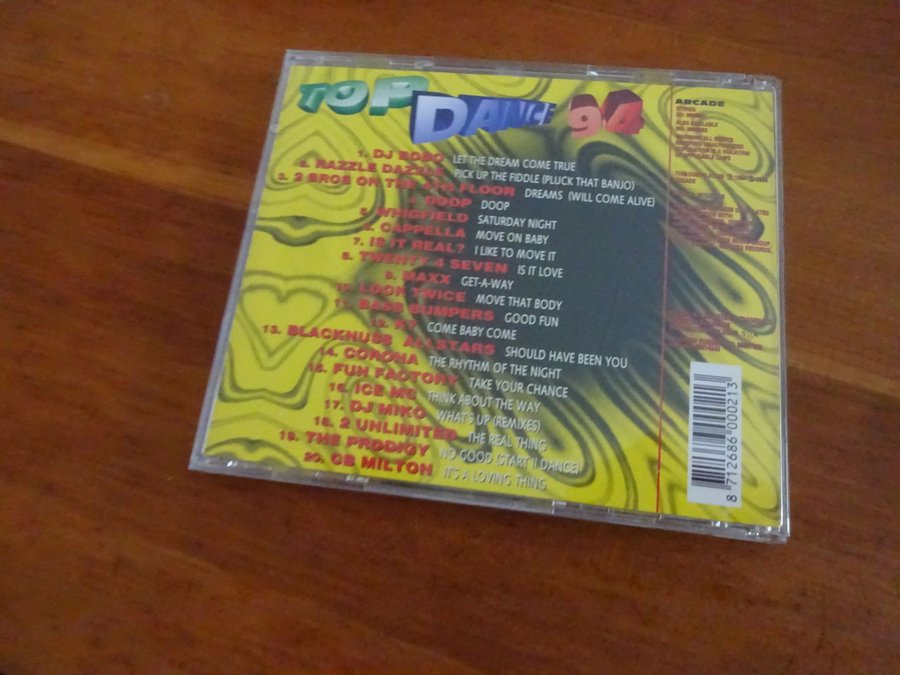 TOP DANCE 94
1. DJ BOBO LET THE DREAM COME TRUE
2. RAZZLE DAZZLE PICK UP THE FIDDLE (PLUCK THAT BANJO)
3. 2 BROS ON THE 4TH FLOOR DREAMS (WILL COME ALIVE)
4. DOOP DOOP
5. WHIGFIELD SATURDAY NIGHT
6. CAPPELLA MOVE ON BABY
7. IS IT REAL? I LIKE TO MOVE IT
8. TWENTY 4 SEVEN IS IT LOVE
9. MAXX GET-A-WAY
10. LOOK TWICE MOVE THAT BODY
11. BASS BUMPERS GOOD FUN
12. K7 COME BABY COME
13. BLACKNUSS ALLSTARS SHOULD HAVE BEEN YOU
14. CORONA THE RHYTHM OF THE NIGHT
15. FUN FACTORY TAKE YOUR CHANCE
16. ICE MC THINK ABOUT THE WAY
17. DJ MIKO WHAT'S UP (REMIXES)
18. 2 UNLIMITED THE REAL THING
19. THE PRODIGY NO GOOD (START II DANCE)
20. CB MILTON IT'S A LOVING THING
ARCADE
ALSO AVAILABLE
8 712686 000213